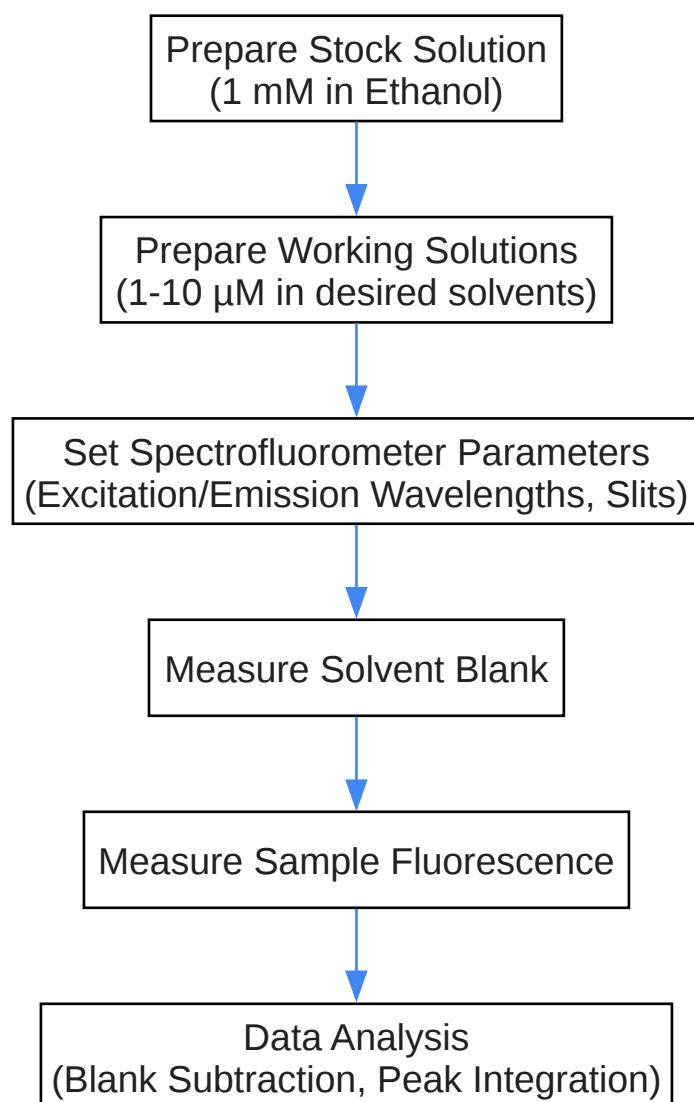 Prepare Stock Solution
(1 mM in Ethanol)
Prepare Working Solutions
(1-10 µM in desired solvents)
Set Spectrofluorometer Parameters
(Excitation/Emission Wavelengths, Slits)
Measure Solvent Blank
Measure Sample Fluorescence
Data Analysis
(Blank Subtraction, Peak Integration)